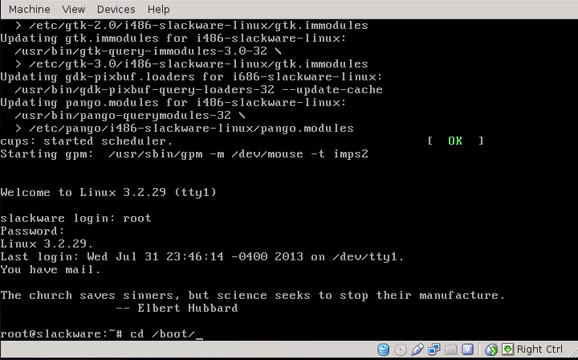 Machine View Devices Help
> /etc/gtk-2.0/i486-slackware-linux/gtk.immodules
Updating gtk.immodules for i486-slackware-linux:
/usr/bin/gtk-query-immodules-3.0-32 \
> /etc/gtk-3.0/i486-slackware-linux/gtk.immodules
Updating gdk-pixbuf.loaders for i686-slackware-linux:
/usr/bin/gdk-pixbuf-query-loaders-32 --update-cache
Updating pango.modules for i486-slackware-linux:
/usr/bin/pango-querymodules-32 \
> /etc/pango/i486-slackware-linux/pango.modules
cups: started scheduler. [ OK ]
Starting gpm: /usr/sbin/gpm -m /dev/mouse -t imps2
Welcome to Linux 3.2.29 (tty1)
slackware login: root
Password:
Linux 3.2.29.
Last login: Wed Jul 31 23:46:14 -0400 2013 on /dev/tty1.
You have mail.
The church saves sinners, but science seeks to stop their manufacture.
-- Elbert Hubbard
root@slackware:~# cd /boot/_
Right Ctrl